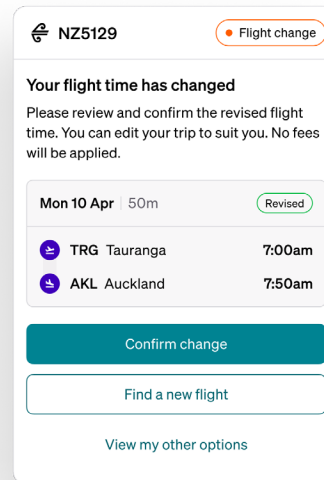 NZ5129
Flight change
Your flight time has changed
Please review and confirm the revised flight
time. You can edit your trip to suit you. No fees
will be applied.
Mon 10 Apr 50m
Revised
TRG Tauranga 7:00am
AKL Auckland 7:50am
Confirm change
Find a new flight
View my other options